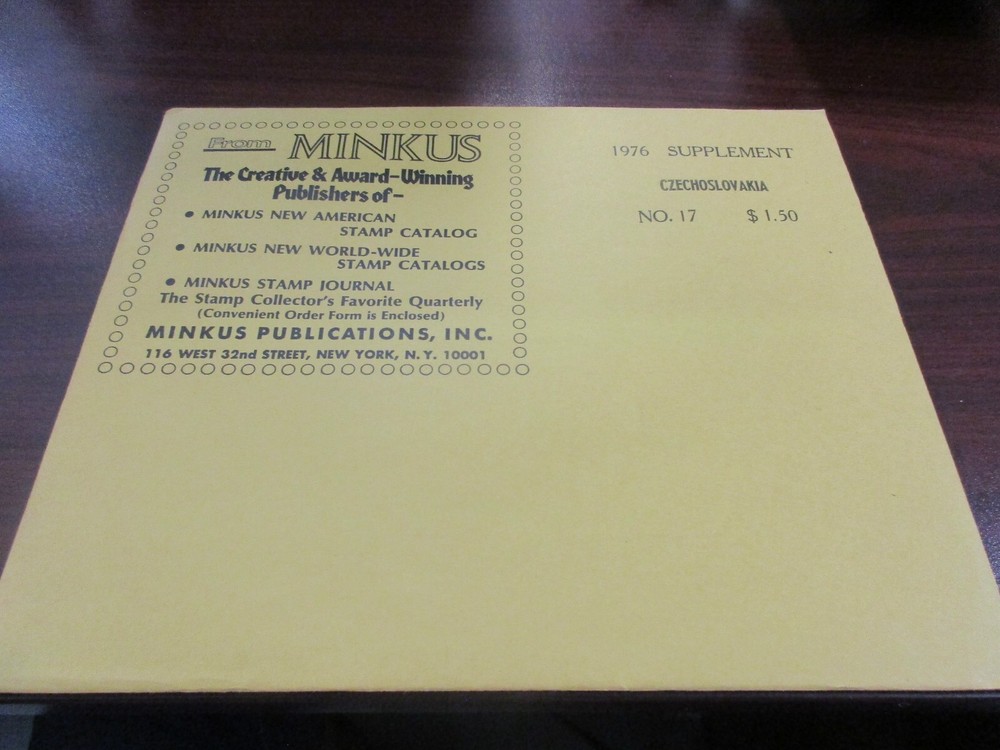 From MINKUS
The Creative & Award-Winning
Publishers of-
• MINKUS NEW AMERICAN
STAMP CATALOG
• MINKUS NEW WORLD-WIDE
STAMP CATALOGS
• MINKUS STAMP JOURNAL
The Stamp Collector's Favorite Quarterly
(Convenient Order Form is Enclosed)
MINKUS PUBLICATIONS, INC.
116 WEST 32nd STREET, NEW YORK, N.Y. 10001
1976 SUPPLEMENT
CZECHOSLOVAKIA
NO. 17 $1.50